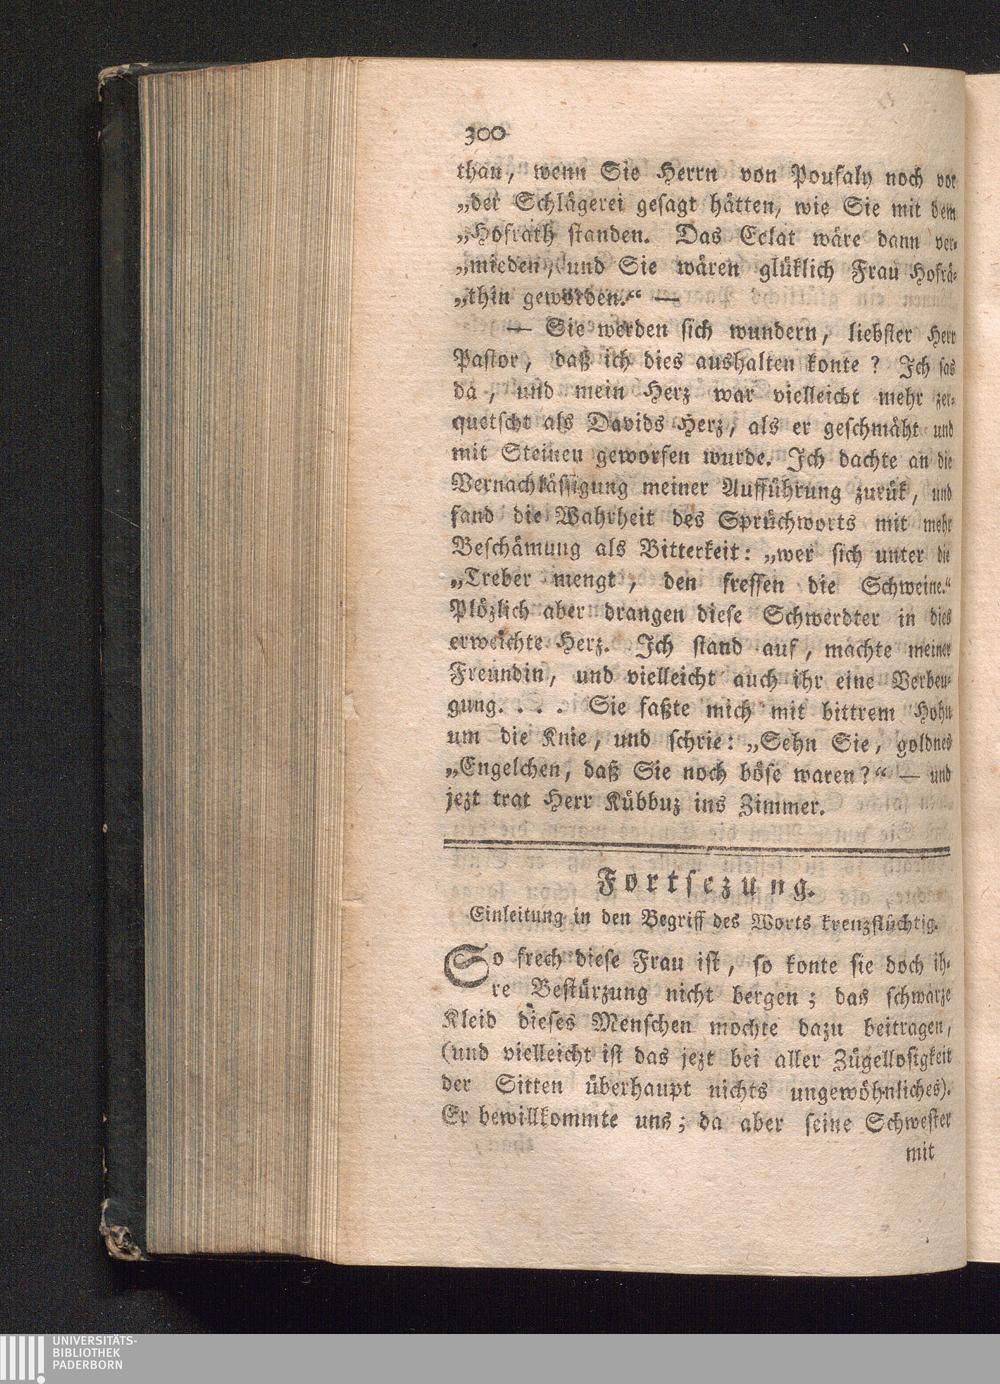 300
than, wenn Sie Herrn von Poufaly noch vor
„der Schlägerei gesagt hätten, wie Sie mit dem
„Hofrath standen. Das Eclat wäre dann ver-
„mieden, und Sie wären glüklich Frau Hofrä-
„thin geworden.“ —
— Sie werden sich wundern, liebster Herr
Pastor, daß ich dies aushalten konte? Ich sas
da, und mein Herz war vielleicht mehr zer-
quetscht als Davids Herz, als er geschmäht und
mit Steinen geworfen wurde. Ich dachte an die
Vernachlässigung meiner Aufführung zurük, und
fand die Wahrheit des Sprüchworts mit mehr
Beschämung als Bitterkeit: „wer sich unter die
„Treber mengt, den fressen die Schweine.“
Plözlich aber drangen diese Schwerdter in dies
erweichte Herz. Ich stand auf, machte meiner
Freundin, und vielleicht auch ihr eine Verbeu-
gung. . . . Sie faßte mich mit bittrem Hohn
um die Knie, und schrie: „Sehn Sie, goldnes
„Engelchen, daß Sie noch böse waren?“ — und
jezt trat Herr Kübbuz ins Zimmer.
Fortsezung.
Einleitung in den Begriff des Worts kreuzflüchtig.
So frech diese Frau ist, so konte sie doch ih-
re Bestürzung nicht bergen; das schwarze
Kleid dieses Menschen mochte dazu beitragen,
(und vielleicht ist das jezt bei aller Zügellosigkeit
der Sitten überhaupt nichts ungewöhnliches).
Er bewillkommte uns; da aber seine Schwester
mit
UNIVERSITÄTS-
BIBLIOTHEK
PADERBORN